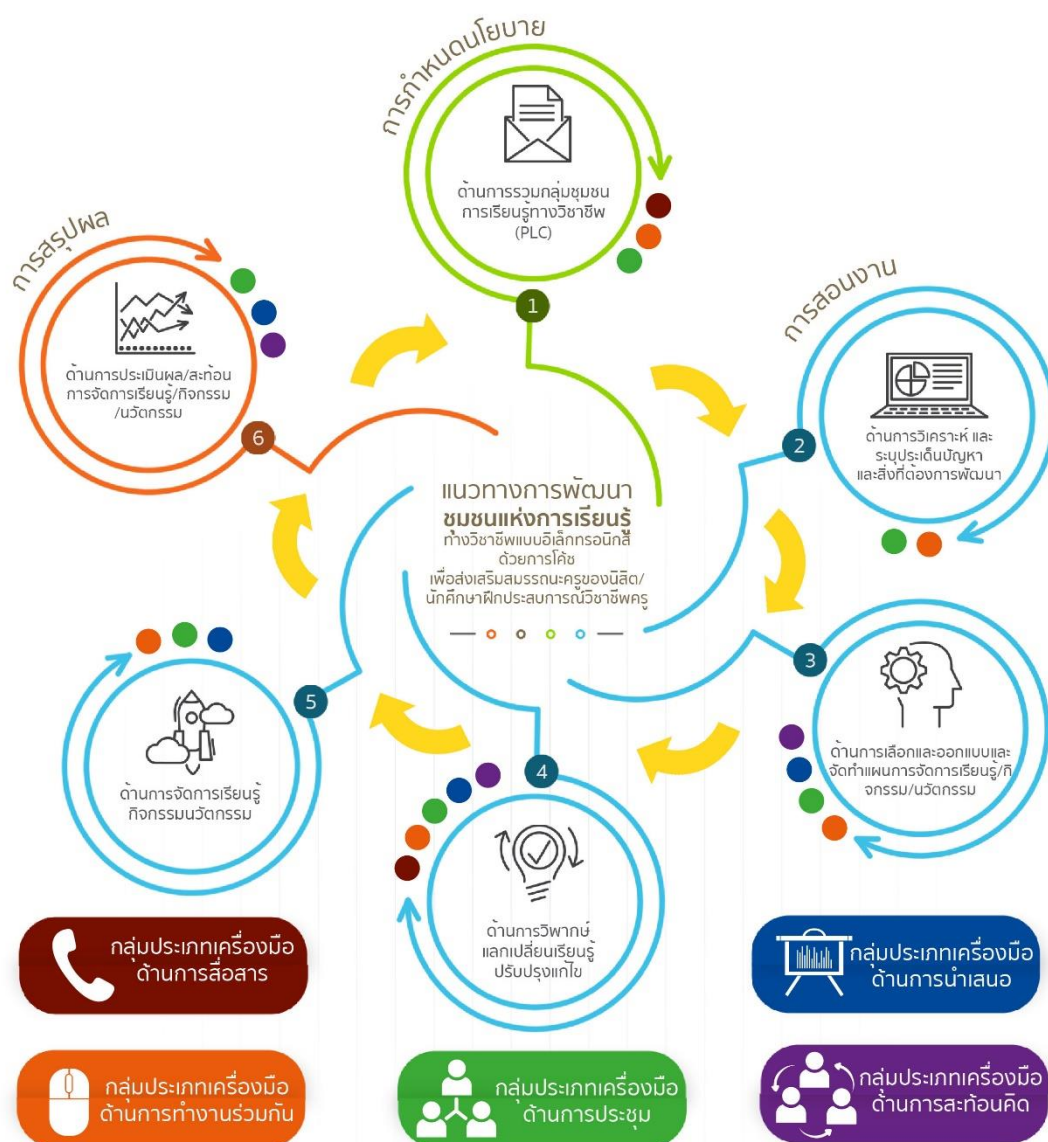 การกำหนดนโยบาย
ด้านการรวมกลุ่มชุมชน
การเรียนรู้ทางวิชาชีพ
(PLC)
1
การสอนงาน
2
ด้านการวิเคราะห์ และ
ระบุประเด็นปัญหา
และสิ่งที่ต้องการพัฒนา
3
ด้านการเลือกและออกแบบและ
จัดทำแผนการจัดการเรียนรู้/กิ
จกรรม/นวัตกรรม
4
ด้านการวิพากษ์
แลกเปลี่ยนเรียนรู้
ปรับปรุงแก้ไข
5
ด้านการจัดการเรียนรู้
กิจกรรมนวัตกรรม
การสรุปผล
6
ด้านการประเมินผล/สะท้อน
การจัดการเรียนรู้/กิจกรรม
/นวัตกรรม
แนวทางการพัฒนา
ชุมชนแห่งการเรียนรู้
ทางวิชาชีพแบบอิเล็กทรอนิกส์
ด้วยการโค้ช
เพื่อส่งเสริมสมรรถนะครูของนิสิต/
นักศึกษาฝึกประสบการณ์วิชาชีพครู
กลุ่มประเภทเครื่องมือ
ด้านการสื่อสาร
กลุ่มประเภทเครื่องมือ
ด้านการนำเสนอ
กลุ่มประเภทเครื่องมือ
ด้านการทำงานร่วมกัน
กลุ่มประเภทเครื่องมือ
ด้านการประชุม
กลุ่มประเภทเครื่องมือ
ด้านการสะท้อนคิด